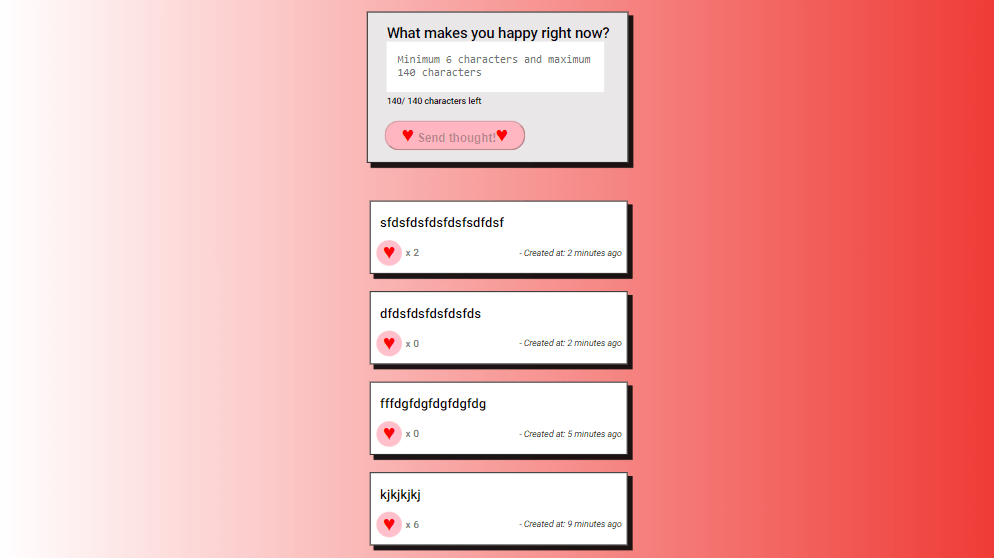 What makes you happy right now?
Minimum 6 characters and maximum
140 characters
140/ 140 characters left
♥ Send thought!♥
sfdsfdsfdsfdsfsdfdsf
♥ x 2 - Created at: 2 minutes ago
dfdsfdsfdsfdsfds
♥ x 0 - Created at: 2 minutes ago
fffdgfdgfdgfdgfdg
♥ x 0 - Created at: 5 minutes ago
kjkjkjkj
♥ x 6 - Created at: 9 minutes ago